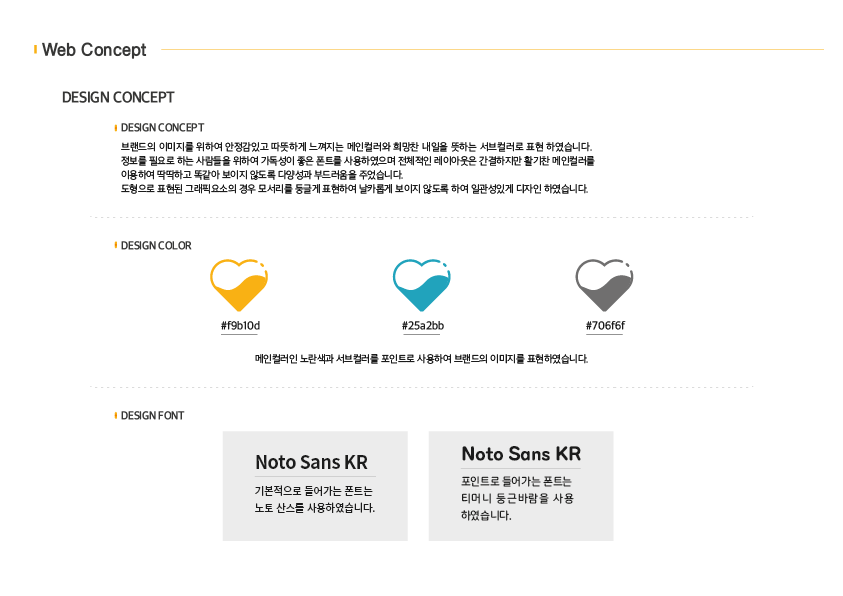 Web Concept
DESIGN CONCEPT
DESIGN CONCEPT
브랜드의 이미지를 위하여 안정감있고 따뜻하게 느껴지는 메인컬러와 희망찬 내일을 뜻하는 서브컬러로 표현 하였습니다.
정보를 필요로 하는 사람들을 위하여 가독성이 좋은 폰트를 사용하였으며 전체적인 레이아웃은 간결하지만 활기찬 메인컬러를
이용하여 딱딱하고 똑같아 보이지 않도록 다양성과 부드러움을 주었습니다.
도형으로 표현된 그래픽요소의 경우 모서리를 둥글게 표현하여 날카롭게 보이지 않도록 하여 일관성있게 디자인 하였습니다.
DESIGN COLOR
#f9b10d
#25a2bb
#706f6f
메인컬러인 노란색과 서브컬러를 포인트로 사용하여 브랜드의 이미지를 표현하였습니다.
DESIGN FONT
Noto Sans KR
기본적으로 들어가는 폰트는
노토 산스를 사용하였습니다.
Noto Sans KR
포인트로 들어가는 폰트는
티머니 둥근바람을 사용
하였습니다.